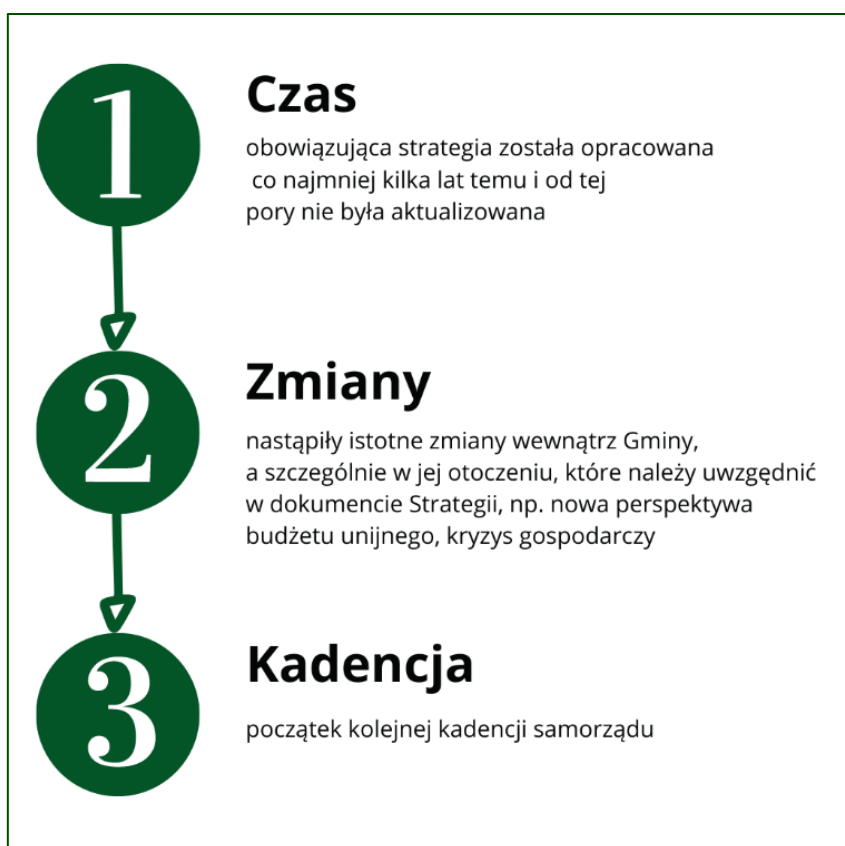 1
Czas
obowiązująca strategia została opracowana
co najmniej kilka lat temu i od tej
pory nie była aktualizowana
2
Zmiany
nastąpiły istotne zmiany wewnątrz Gminy,
a szczególnie w jej otoczeniu, które należy uwzgędnić
w dokumencie Strategii, np. nowa perspektywa
budżetu unijnego, kryzys gospodarczy
3
Kadencja
początek kolejnej kadencji samorządu